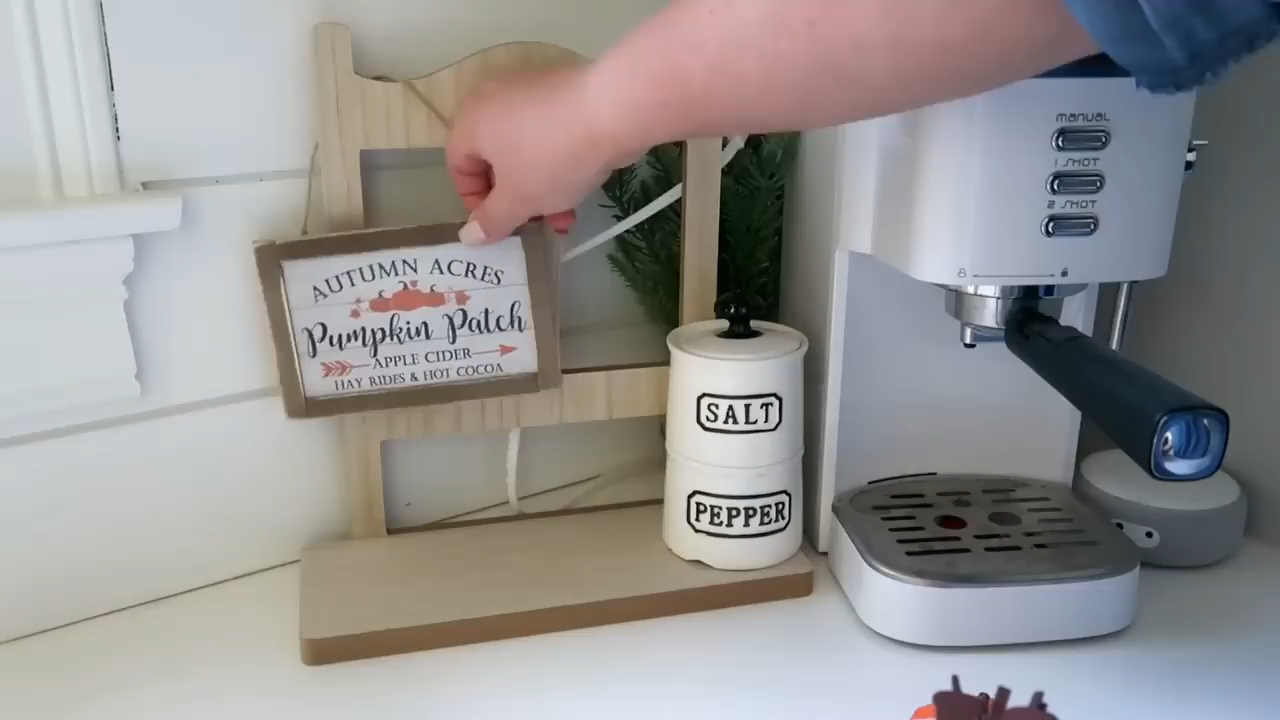 AUTUMN ACRES
Pumpkin Patch
APPLE CIDER
HAY RIDES & HOT COCOA
SALT
PEPPER
MANUAL
1 SHOT
2 SHOT